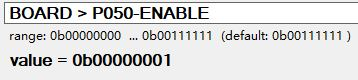 BOARD > P050-ENABLE
range: 0b00000000 ... 0b00111111 (default: 0b00111111 )
value = 0b00000001